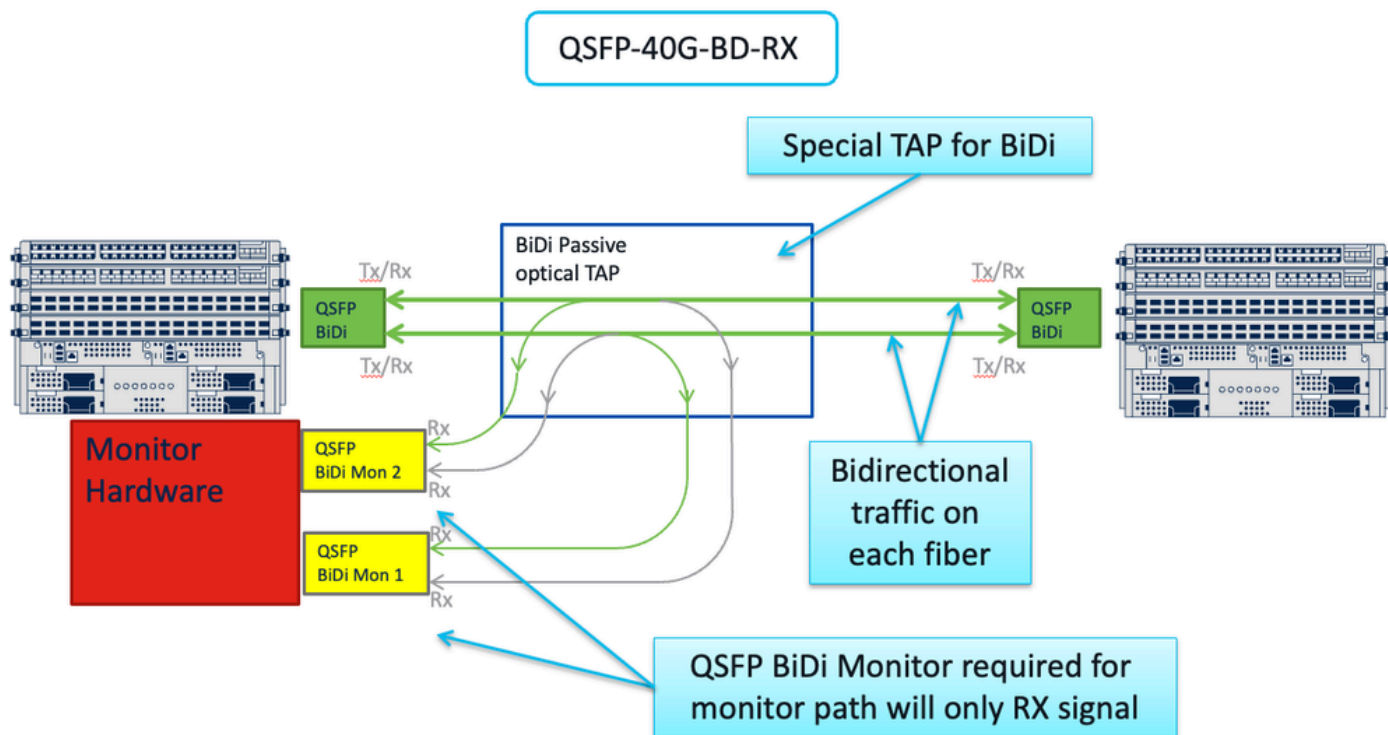 QSFP-40G-BD-RX
Special TAP for BiDi
BiDi Passive
optical TAP
Tx/Rx
Tx/Rx
QSFP
BiDi
QSFP
BiDi
Tx/Rx
Tx/Rx
Monitor
Hardware
QSFP
BiDi Mon 2
Rx
Rx
QSFP
BiDi Mon 1
Rx
Rx
Bidirectional
traffic on
each fiber
QSFP BiDi Monitor required for
monitor path will only RX signal